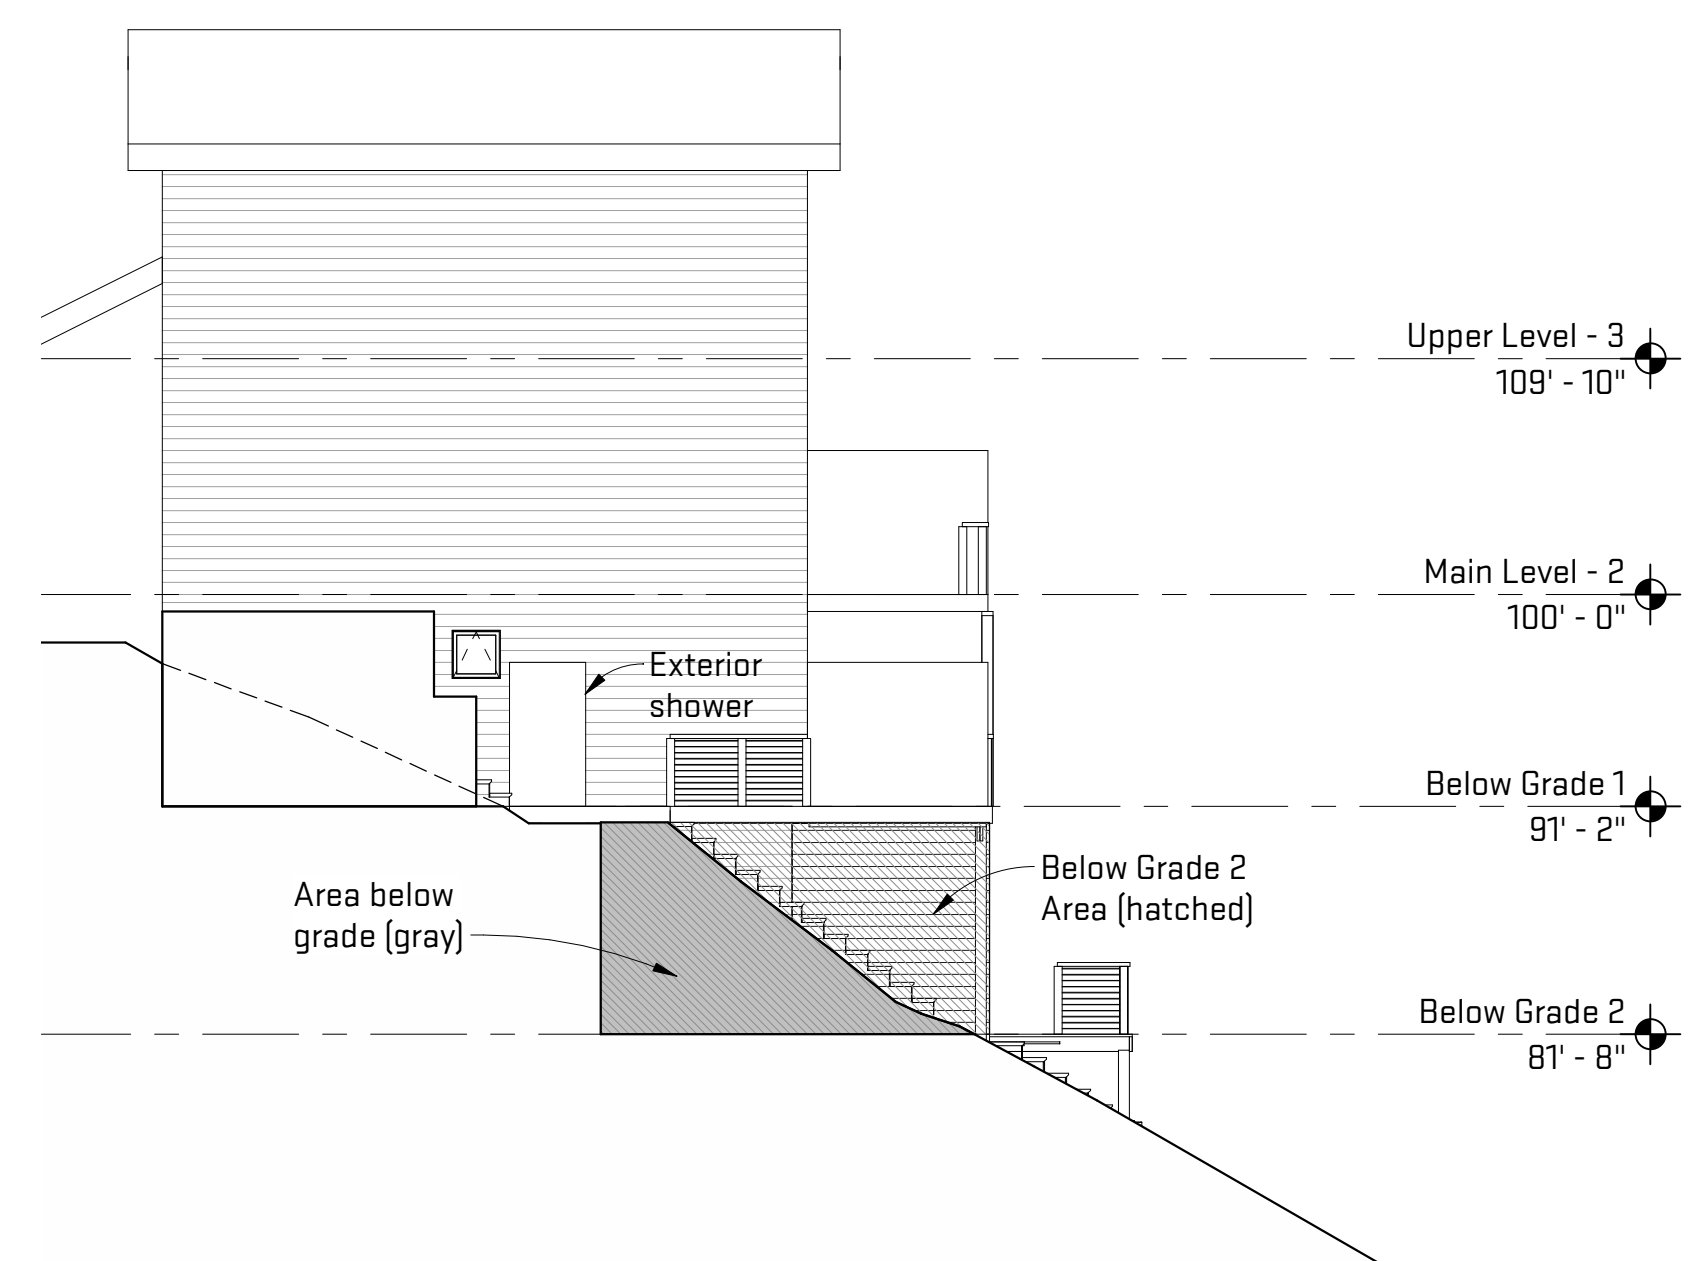 Upper Level - 3
109' - 10"
Main Level - 2
100' - 0"
Exterior
shower
Below Grade 1
91' - 2"
Below Grade 2
Area (hatched)
Area below
grade (gray)
Below Grade 2
81' - 8"